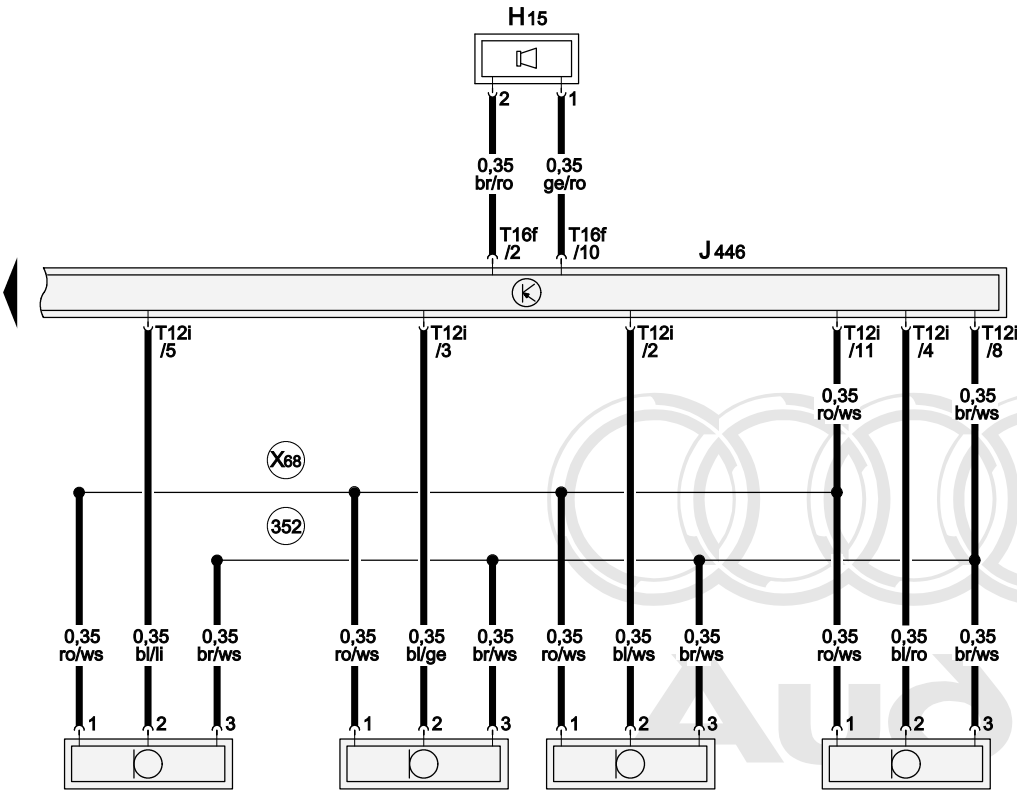 H15
2 1
0,35 0,35
br/ro ge/ro
T16f T16f
/2 /10
J 446
T12i T12i T12i T12i T12i T12i
/5 /3 /2 /11 /4 /8
0,35 0,35
ro/ws br/ws
X68
352
0,35 0,35 0,35 0,35 0,35 0,35 0,35 0,35 0,35 0,35 0,35 0,35
ro/ws bl/li br/ws ro/ws bl/ge br/ws ro/ws bl/ws br/ws ro/ws bl/ro br/ws
1 2 3 1 2 3 1 2 3 1 2 3
Audi